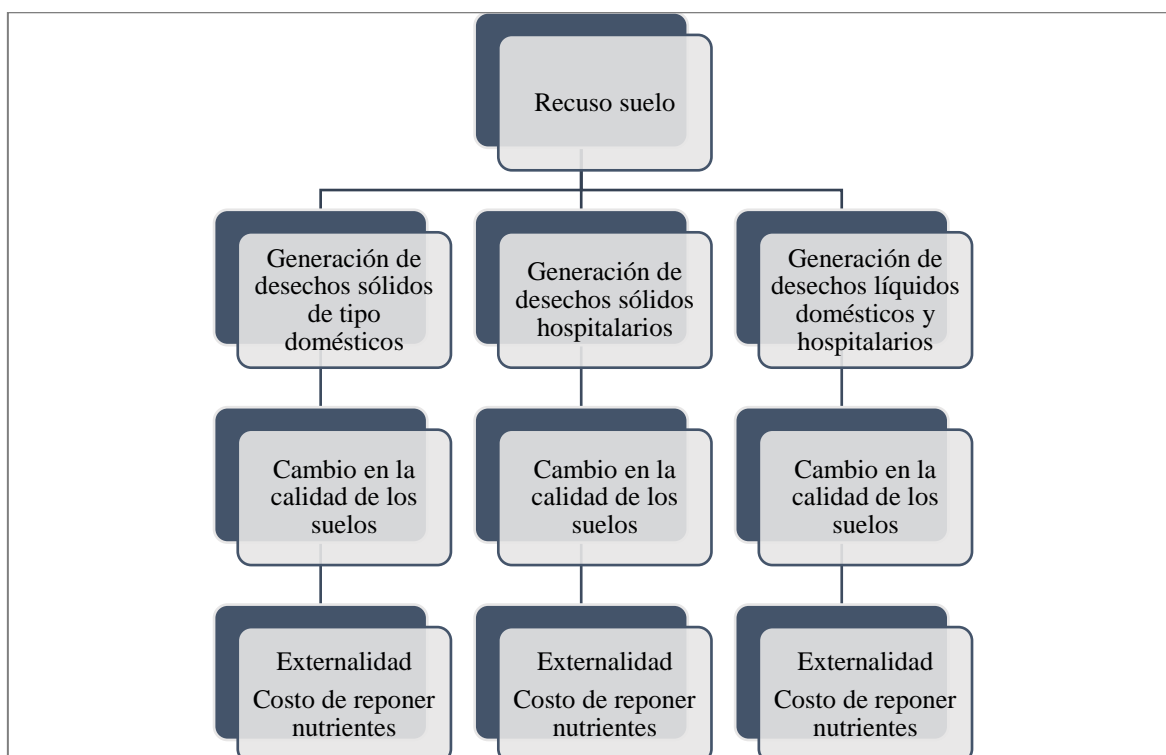 Recuso suelo
Generación de
desechos sólidos
de tipo
domésticos
Generación de
desechos sólidos
hospitalarios
Generación de
desechos líquidos
domésticos y
hospitalarios
Cambio en la
calidad de los
suelos
Cambio en la
calidad de los
suelos
Cambio en la
calidad de los
suelos
Externalidad
Costo de reponer
nutrientes
Externalidad
Costo de reponer
nutrientes
Externalidad
Costo de reponer
nutrientes